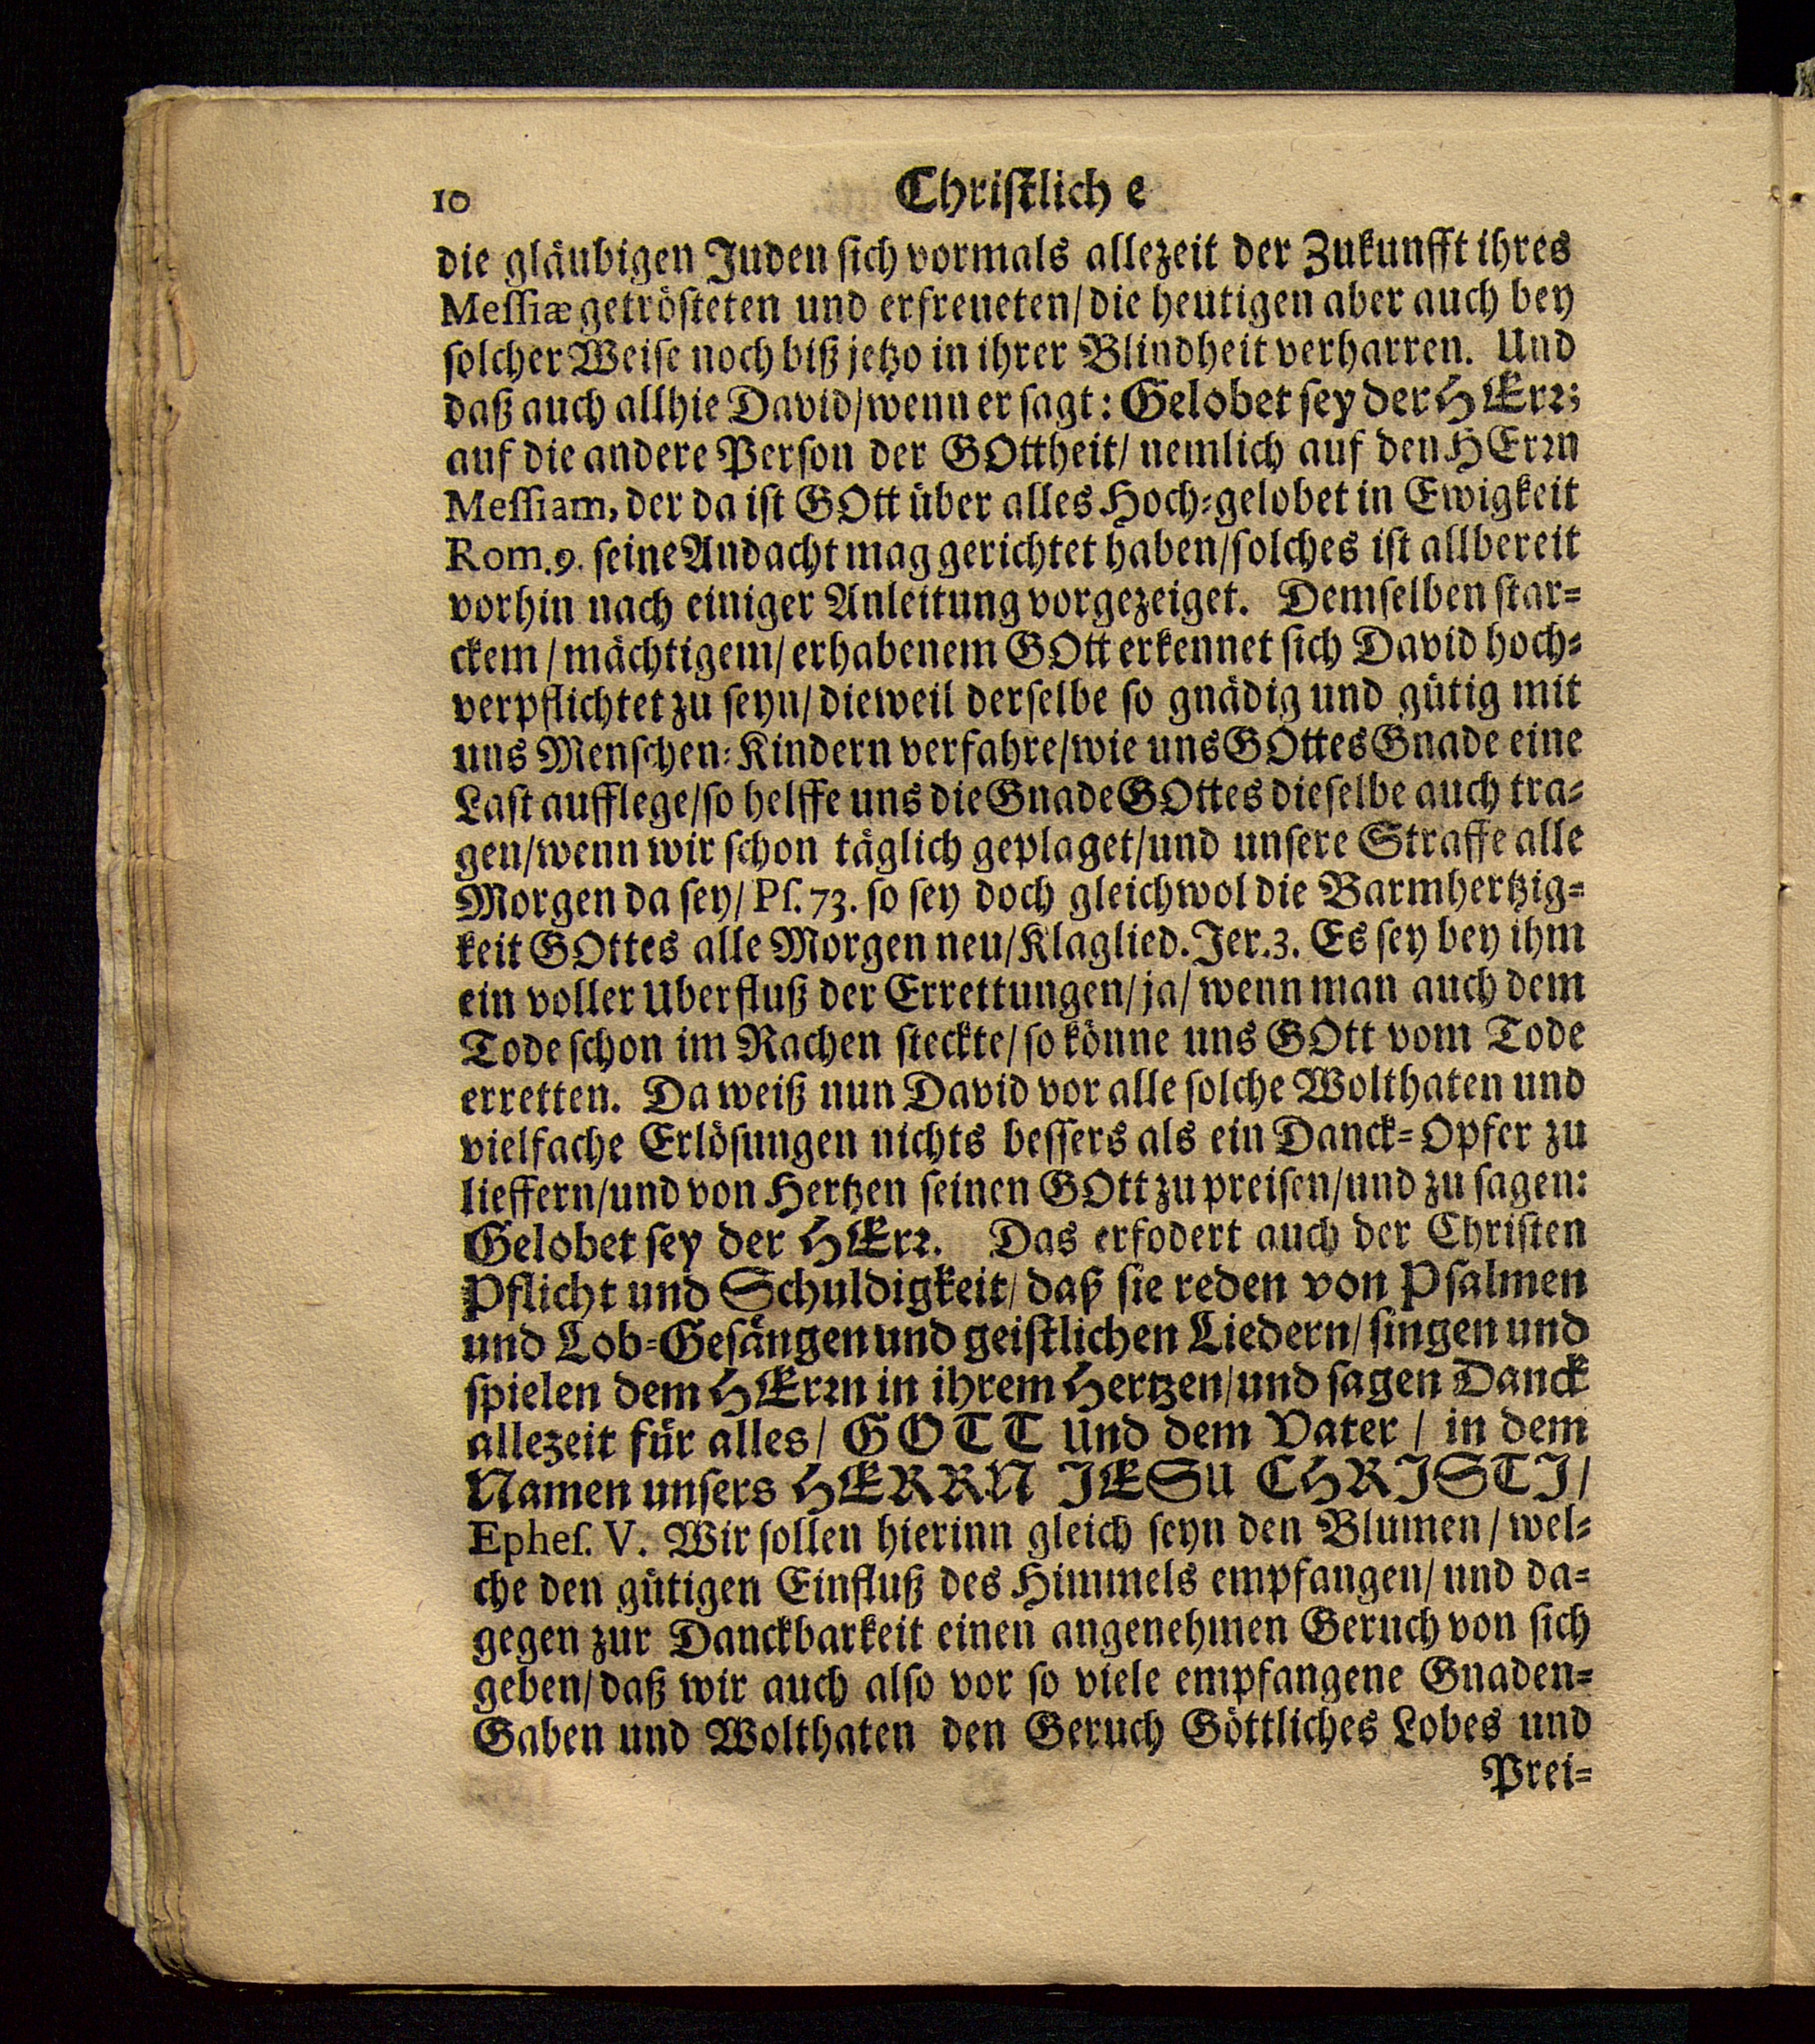 10 Christlich e
die gläubigen Juden sich vormals allezeit der Zukunfft ihres
Messiæ getrösteten und erfreueten/ die heutigen aber auch bey
solcher Weise noch biß jetzo in ihrer Blindheit verharren. Und
daß auch allhie David/ wenn er sagt: Gelobet sey der HErr;
auf die andere Person der GOttheit/ nemlich auf den HErrn
Messiam, der da ist GOtt über alles Hoch-gelobet in Ewigkeit
Rom. 9. seine Andacht mag gerichtet haben/ solches ist allbereit
vorhin nach einiger Anleitung vorgezeiget. Demselben star-
ckem/ mächtigem/ erhabenem GOtt erkennet sich David hoch-
verpflichtet zu seyn/ dieweil derselbe so gnädig und gütig mit
uns Menschen-Kindern verfahre/ wie uns GOttes Gnade eine
Last aufflege/ so helffe uns die Gnade GOttes dieselbe auch tra-
gen/ wenn wir schon täglich geplaget/ und unsere Straffe alle
Morgen da sey/ Ps. 73. so sey doch gleichwol die Barmhertzig-
keit GOttes alle Morgen neu/ Klaglied. Jer. 3. Es sey bey ihm
ein voller Uberfluß der Errettungen/ ja/ wenn man auch dem
Tode schon im Rachen steckte/ so könne uns GOtt vom Tode
erretten. Da weiß nun David vor alle solche Wolthaten und
vielfache Erlösungen nichts bessers als ein Danck-Opfer zu
lieffern/ und von Hertzen seinen GOtt zu preisen/ und zu sagen:
Gelobet sey der HErr. Das erfodert auch der Christen
Pflicht und Schuldigkeit/ daß sie reden von Psalmen
und Lob-Gesängen und geistlichen Liedern/ singen und
spielen dem HErrn in ihrem Hertzen/ und sagen Danck
allezeit für alles/ GOTT und dem Vater/ in dem
Namen unsers HERRN JESU CHRISTI/
Ephes. V. Wir sollen hierinn gleich seyn den Blumen/ wel-
che den gütigen Einfluß des Himmels empfangen/ und da-
gegen zur Danckbarkeit einen angenehmen Geruch von sich
geben/ daß wir auch also vor so viele empfangene Gnaden-
Gaben und Wolthaten den Geruch Göttliches Lobes und
Prei-